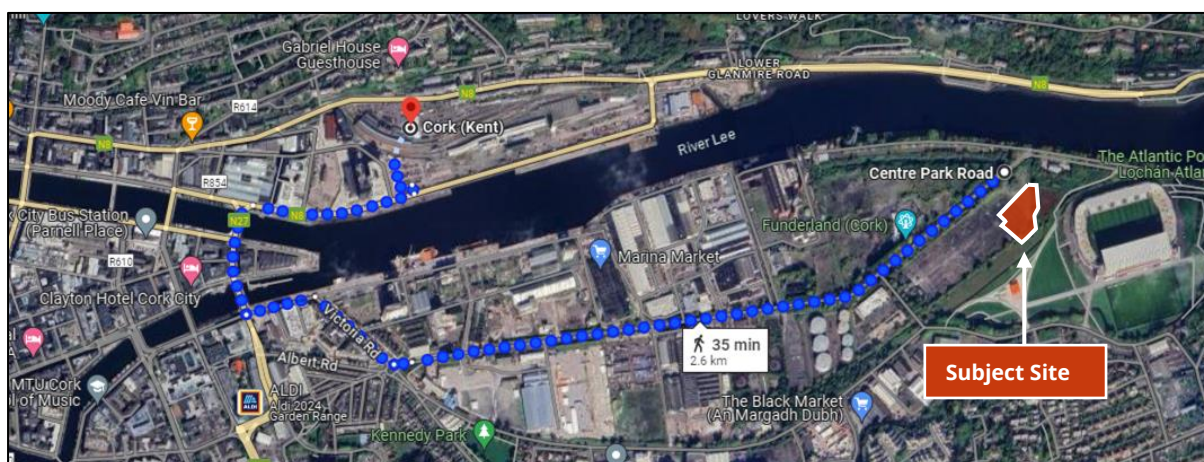 LOVERS WALK
Gabriel House
Guesthouse
LOWER
GLANMIRE ROAD
N8
N8
Moody Cafe Vin Bar
R614
Cork (Kent)
N8
River Lee
The Atlantic Po
Lochán Atla
Centre Park Road
R854
N8
N27
k City Bus Station
(Parnell Place)
Funderland (Cork)
R610
Marina Market
Clayton Hotel Cork City
Victoria Rd
35 min
2.6 km
Albert Rd
Subject Site
MTU Cork
ol of Music
ALDI
ALDI
Aldi 2024
Garden Range
The Black Market
(An Margadh Dubh)
Kennedy Park